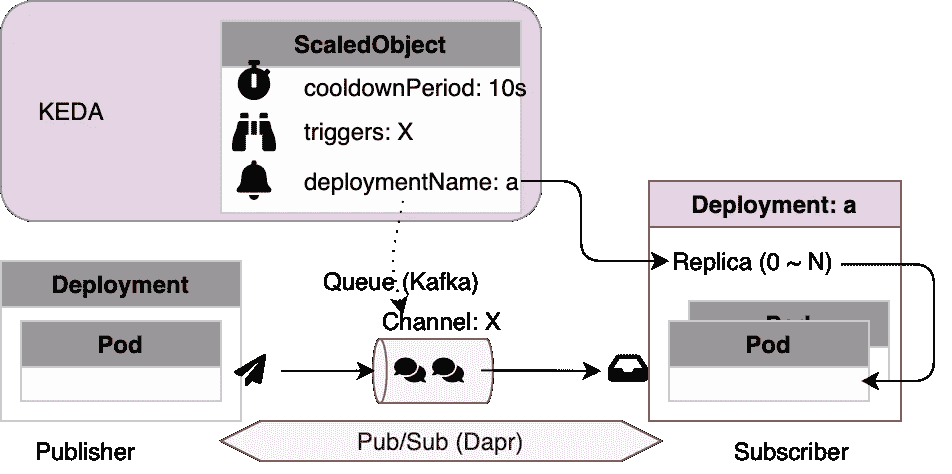 ScaledObject
cooldownPeriod: 10s
KEDA
triggers: X
deploymentName: a
Deployment: a
Replica (0 ~ N)
Queue (Kafka)
Channel: X
Deployment
Pod
Pod
Pod
Pub/Sub (Dapr)
Publisher
Subscriber